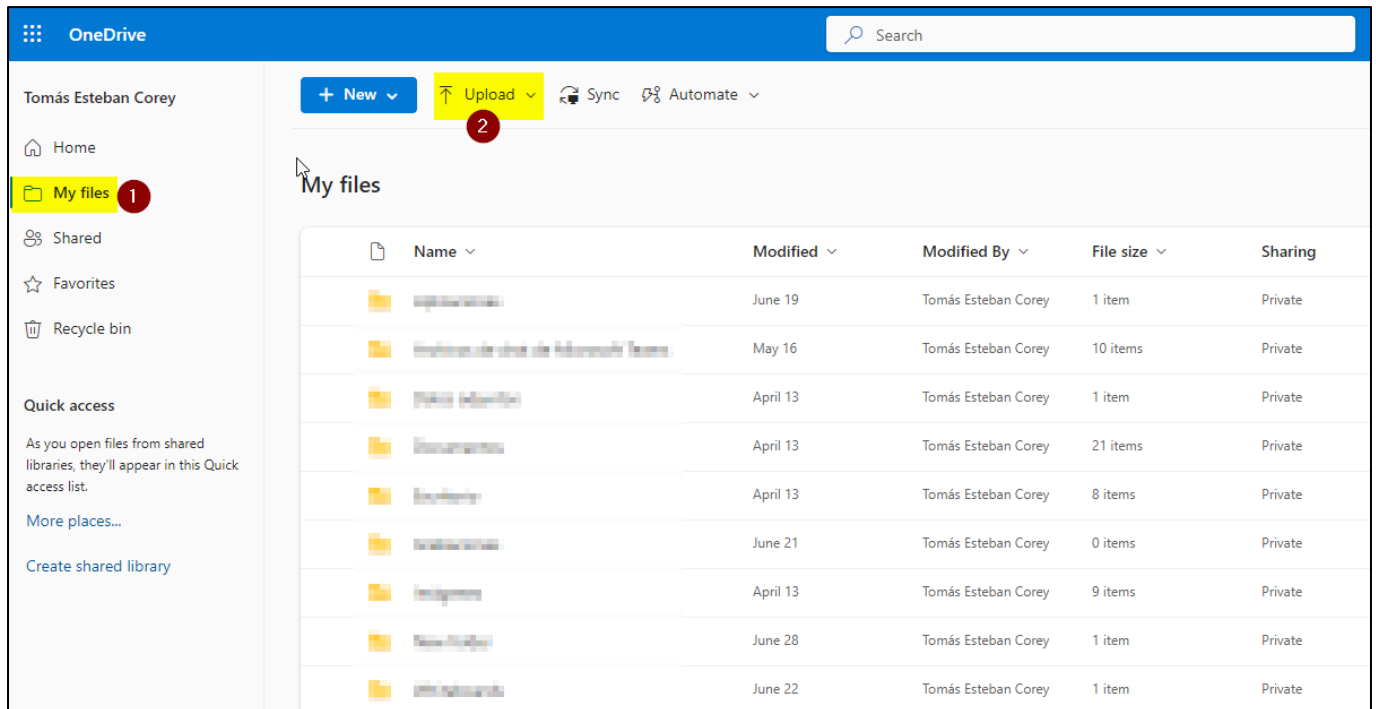 OneDrive
Search
Tomás Esteban Corey
Home
My files
1
Shared
Favorites
Recycle bin
Quick access
As you open files from shared
libraries, they'll appear in this Quick
access list.
More places...
Create shared library
New
Upload
Sync
Automate
2
My files
Name Modified Modified By File size Sharing
June 19 Tomás Esteban Corey 1 item Private
May 16 Tomás Esteban Corey 10 items Private
April 13 Tomás Esteban Corey 1 item Private
April 13 Tomás Esteban Corey 21 items Private
April 13 Tomás Esteban Corey 8 items Private
June 21 Tomás Esteban Corey 0 items Private
April 13 Tomás Esteban Corey 9 items Private
June 28 Tomás Esteban Corey 1 item Private
June 22 Tomás Esteban Corey 1 item Private